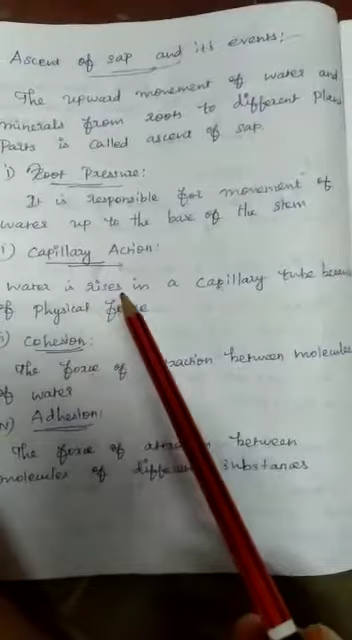 Ascent of sap and its events:-
The upward movement of water and
minerals from roots to different plant
parts is called ascent of sap.
i) Root Pressure:
It is responsible for movement of
water up to the base of the stem
i) Capillary Action:
Water is rises in a capillary tube
of physical
i) Cohesion:
The force of between molecules
of water
iv) Adhesion:
The force of between
molecules of different substances